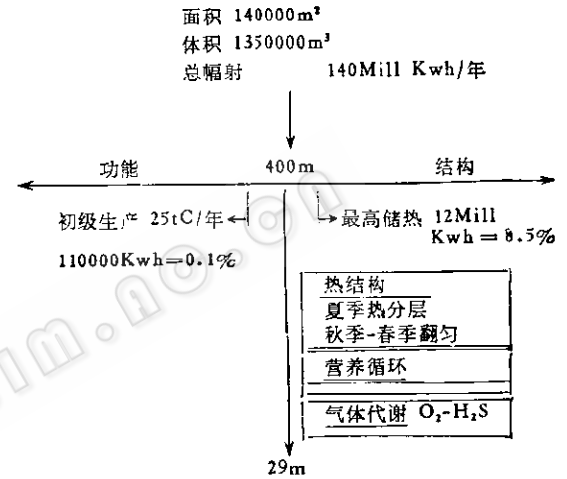 面积 140000m²
体积 1350000m³
总幅射 140Mill Kwh/年
功能 400m 结构
初级生产 25tC/年 最高储热 12Mill
110000Kwh=0.1% Kwh=8.5%
热结构
夏季热分层
秋季-春季翻匀
营养循环
气体代谢 O₂-H₂S
29m